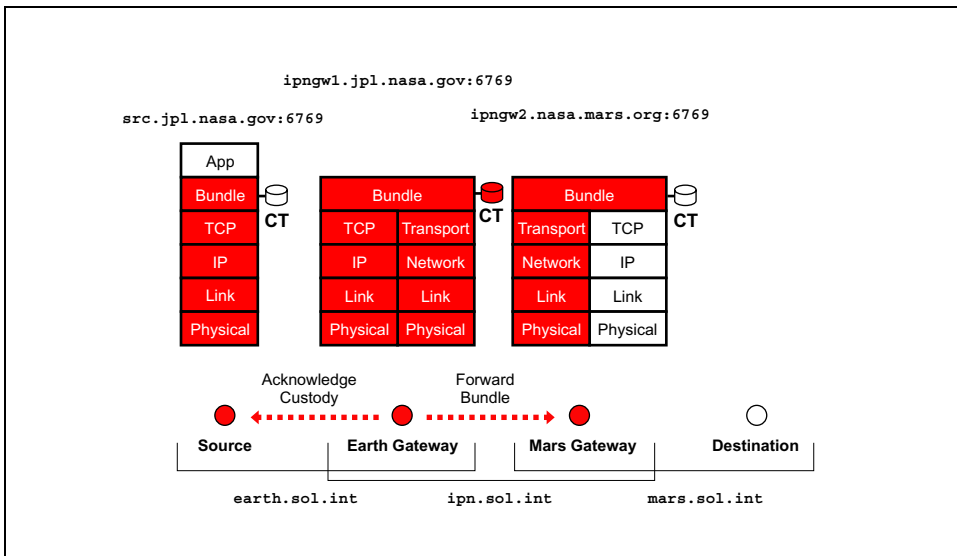 ipngw1.jpl.nasa.gov:6769
src.jpl.nasa.gov:6769
ipngw2.nasa.mars.org:6769
App
Bundle
CT
TCP
IP
Link
Physical
Bundle
CT
TCP Transport
IP Network
Link Link
Physical Physical
Bundle
CT
Transport TCP
Network IP
Link Link
Physical Physical
Acknowledge
Custody
Forward
Bundle
Source
Earth Gateway
Mars Gateway
Destination
earth.sol.int
ipn.sol.int
mars.sol.int